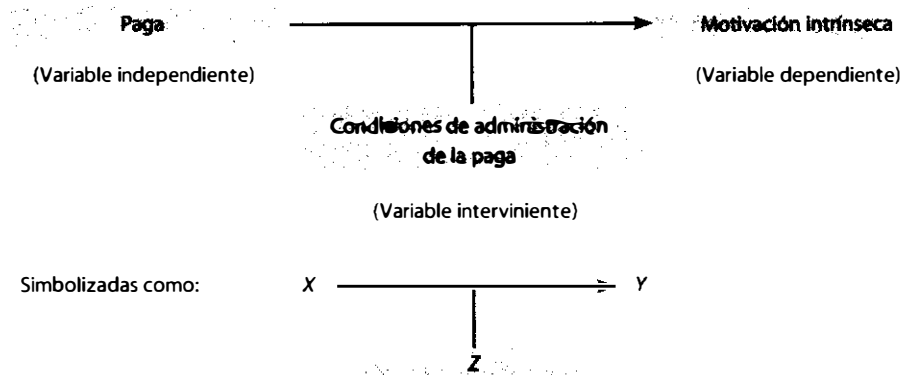 Paga
Motivación intrínseca
(Variable independiente)
(Variable dependiente)
Condiciones de administración
de la paga
(Variable interviniente)
Simbolizadas como:
X
Y
Z